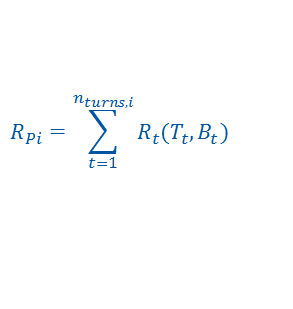 R_{Pi} = \sum_{t=1}^{n_{turns,i}} R_t(T_t, B_t)